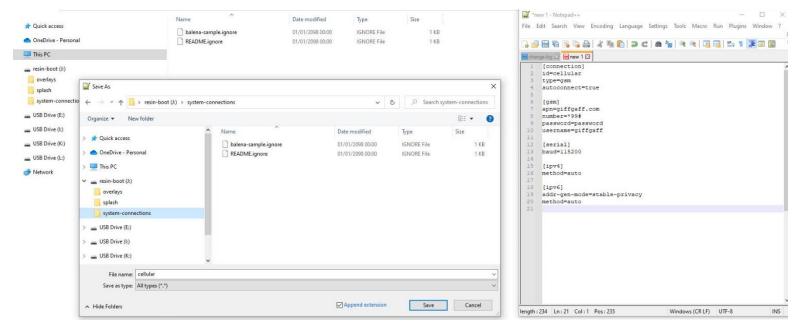 Name Date modified Type Size
balena-sample.ignore 01/01/2098 00:00 IGNORE File 1 KB
README.ignore 01/01/2098 00:00 IGNORE File 1 KB
Quick access
OneDrive - Personal
This PC
resin-boot (J:)
overlays
splash
system-connectio
USB Drive (E:)
USB Drive (I:)
USB Drive (K:)
USB Drive (L:)
Network
Save As
resin-boot (J:) > system-connections
Search system-connections
Organize New folder
Name Date modified Type Size
balena-sample.ignore 01/01/2098 00:00 IGNORE File 1 KB
README.ignore 01/01/2098 00:00 IGNORE File 1 KB
Quick access
OneDrive - Personal
This PC
resin-boot (J:)
overlays
splash
system-connections
USB Drive (E:)
USB Drive (I:)
USB Drive (K:)
File name: cellular
Save as type: All types (*.*)
Hide Folders
Append extension
Save
Cancel
*new 1 - Notepad++
File Edit Search View Encoding Language Settings Tools Macro Run Plugins Window ?
change.log new 1
1 [connection]
2 id=cellular
3 type=gsm
4 autoconnect=true
5
6 [gsm]
7 apn=giffgaff.com
8 number=*99#
9 password=password
10 username=giffgaff
11
12 [serial]
13 baud=115200
14
15 [ipv4]
16 method=auto
17
18 [ipv6]
19 addr-gen-mode=stable-privacy
20 method=auto
21
length : 234 Ln : 21 Col : 1 Pos : 235 Windows (CR LF) UTF-8 INS